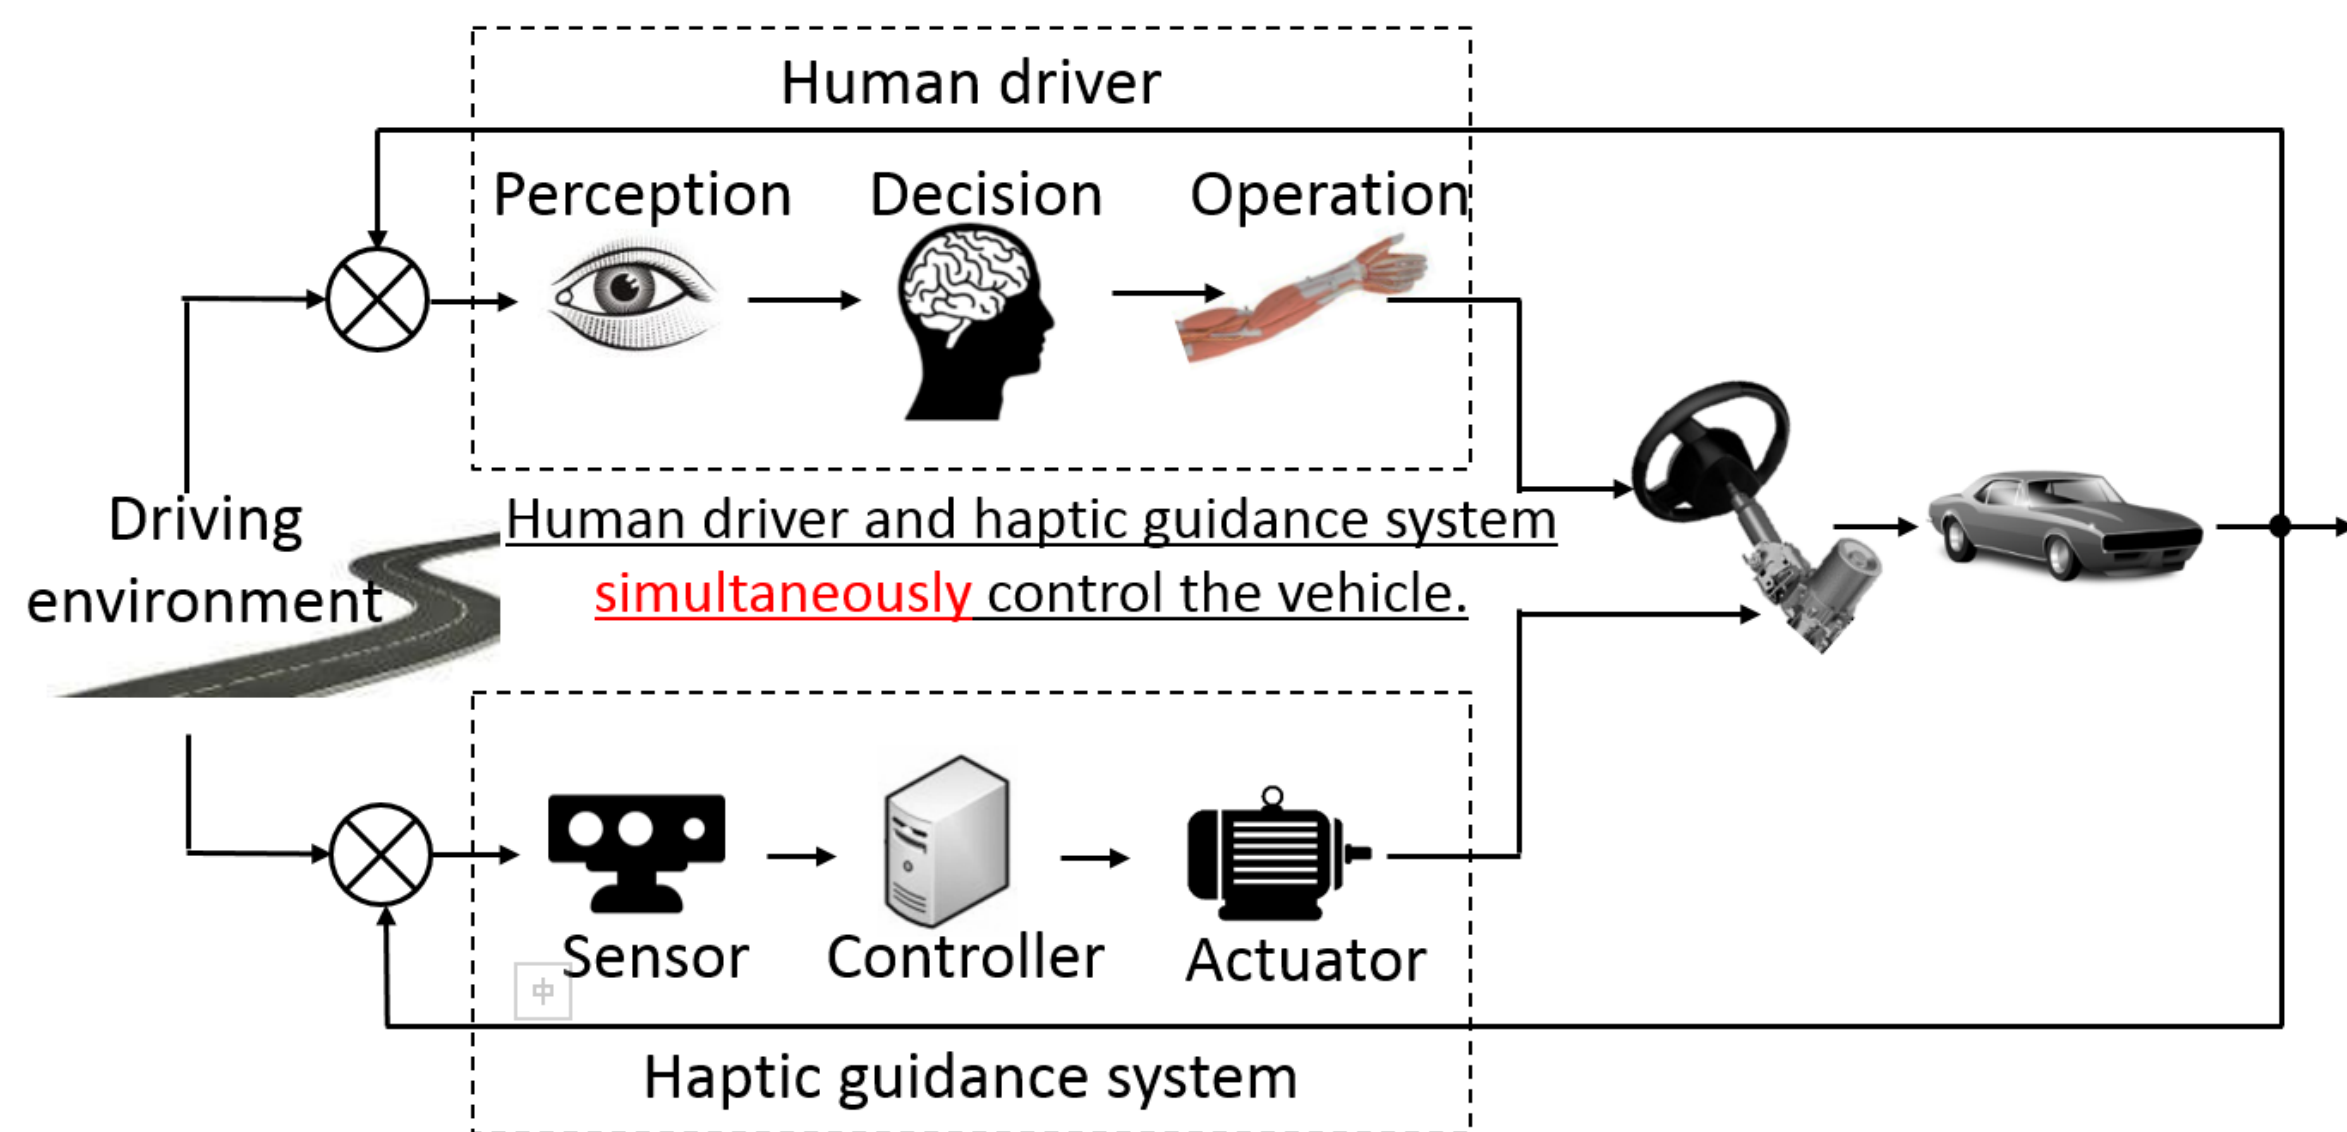 Human driver
Perception
Decision
Operation
Driving
environment
Human driver and haptic guidance system
simultaneously control the vehicle.
Sensor
Controller
Actuator
中
Haptic guidance system